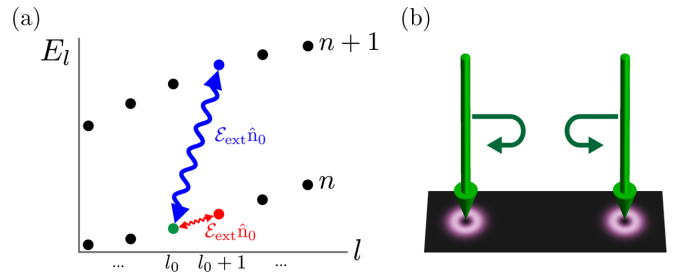 (a)
E_l
n + 1
ℰ_ext n̂_0
n
ℰ_ext n̂_0
l
... l_0 l_0 + 1 ...
(b)